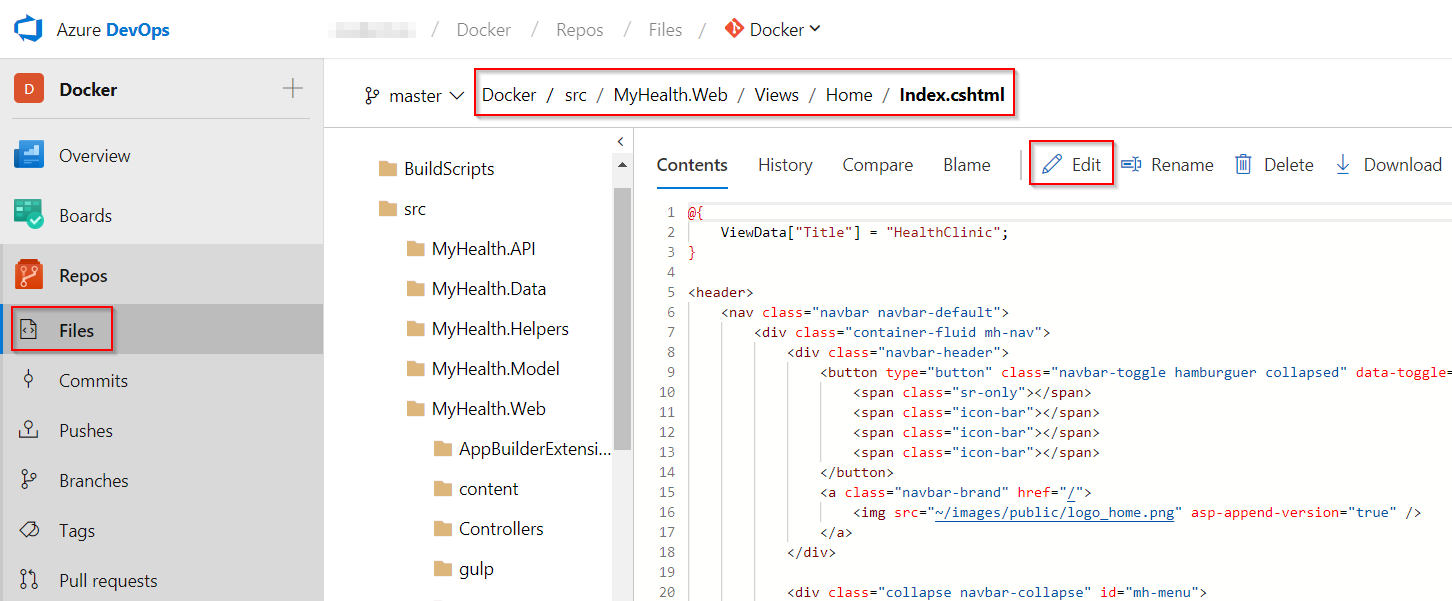 Azure DevOps
/ Docker / Repos / Files / Docker
D Docker
Overview
Boards
Repos
Files
Commits
Pushes
Branches
Tags
Pull requests
master
Docker / src / MyHealth.Web / Views / Home / Index.cshtml
BuildScripts
src
MyHealth.API
MyHealth.Data
MyHealth.Helpers
MyHealth.Model
MyHealth.Web
AppBuilderExtensi...
content
Controllers
gulp
Contents History Compare Blame Edit Rename Delete Download
1 @{
2 ViewData["Title"] = "HealthClinic";
3 }
4
5 <header>
6 <nav class="navbar navbar-default">
7 <div class="container-fluid mh-nav">
8 <div class="navbar-header">
9 <button type="button" class="navbar-toggle hamburguer collapsed" data-toggle=
10 <span class="sr-only"></span>
11 <span class="icon-bar"></span>
12 <span class="icon-bar"></span>
13 <span class="icon-bar"></span>
14 </button>
15 <a class="navbar-brand" href="/">
16 <img src="~/images/public/logo_home.png" asp-append-version="true" />
17 </a>
18 </div>
19
20 <div class="collapse navbar-collapse" id="mh-menu">